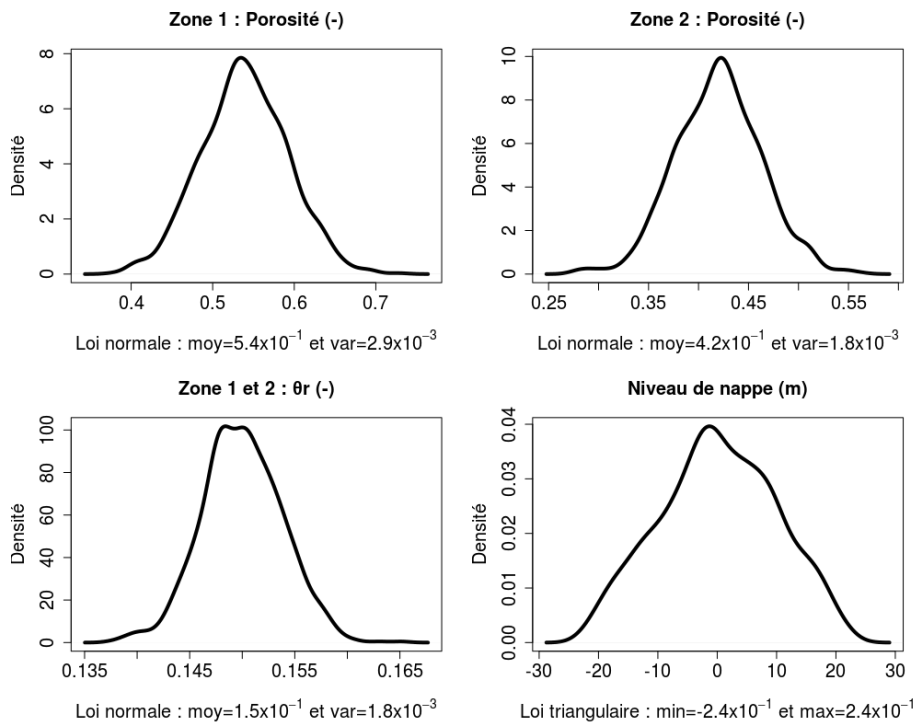 Zone 1 : Porosité (-)
Densité
0 2 4 6 8
0.4 0.5 0.6 0.7
Loi normale : moy=5.4x10⁻¹ et var=2.9x10⁻³
Zone 2 : Porosité (-)
Densité
0 2 4 6 8 10
0.25 0.35 0.45 0.55
Loi normale : moy=4.2x10⁻¹ et var=1.8x10⁻³
Zone 1 et 2 : θr (-)
Densité
0 20 40 60 80 100
0.135 0.145 0.155 0.165
Loi normale : moy=1.5x10⁻¹ et var=1.8x10⁻³
Niveau de nappe (m)
Densité
0.00 0.01 0.02 0.03 0.04
-30 -20 -10 0 10 20 30
Loi triangulaire : min=-2.4x10⁻¹ et max=2.4x10⁻¹